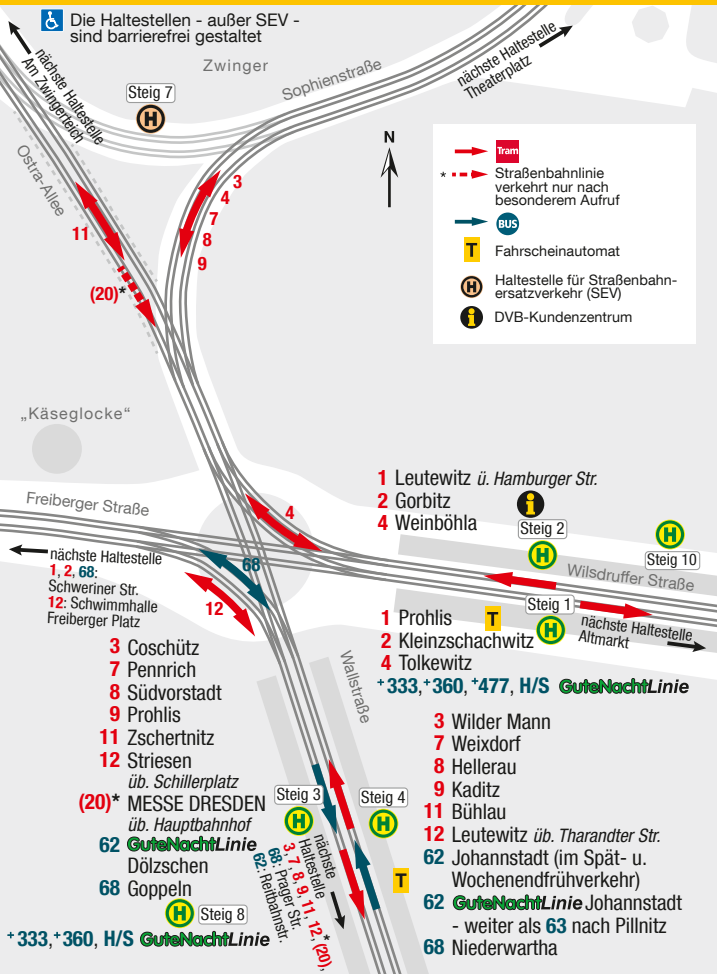 Die Haltestellen - außer SEV -
sind barrierefrei gestaltet
nächste Haltestelle
Am Zwingerteich
Zwinger
Steig 7
H
Sophienstraße
nächste Haltestelle
Theaterplatz
Ostra-Allee
N
Tram
* Straßenbahnlinie
verkehrt nur nach
besonderem Aufruf
BUS
T Fahrscheinautomat
H Haltestelle für Straßenbahn-
ersatzverkehr (SEV)
i DVB-Kundenzentrum
3
4
7
8
9
11
(20)*
„Käseglocke“
Freiberger Straße
nächste Haltestelle
1, 2, 68:
Schweriner Str.
12: Schwimmhalle
Freiberger Platz
4
68
12
1 Leutewitz ü. Hamburger Str.
2 Gorbitz
4 Weinböhla
i
Steig 2
H
H
Steig 10
Wilsdruffer Straße
Steig 1
H
nächste Haltestelle
Altmarkt
1 Prohlis
T
2 Kleinzschachwitz
4 Tolkewitz
+333,+360, +477, H/S GuteNachtLinie
Wallstraße
3 Coschütz
7 Pennrich
8 Südvorstadt
9 Prohlis
11 Zschertnitz
12 Striesen
üb. Schillerplatz
(20)* MESSE DRESDEN
üb. Hauptbahnhof
62 GuteNachtLinie
Dölzschen
68 Goppeln
H Steig 8
+333,+360, H/S GuteNachtLinie
Steig 3
H
nächste
Haltestelle
3, 7, 8, 9, 11, 12, (20),*
68: Prager Str.
62: Reitbahnstr.
Steig 4
H
T
3 Wilder Mann
7 Weixdorf
8 Hellerau
9 Kaditz
11 Bühlau
12 Leutewitz üb. Tharandter Str.
62 Johannstadt (im Spät- u.
Wochenendfrühverkehr)
62 GuteNachtLinie Johannstadt
- weiter als 63 nach Pillnitz
68 Niederwartha